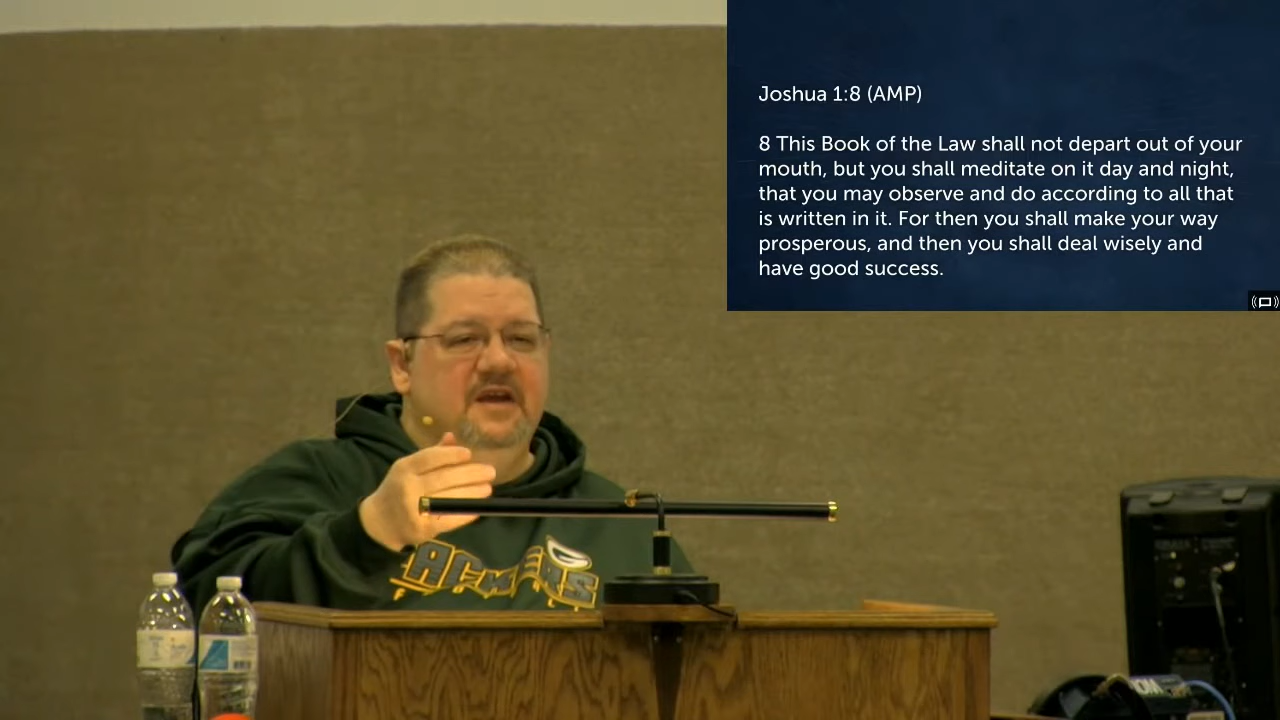 Joshua 1:8 (AMP)
8 This Book of the Law shall not depart out of your
mouth, but you shall meditate on it day and night,
that you may observe and do according to all that
is written in it. For then you shall make your way
prosperous, and then you shall deal wisely and
have good success.
PACKERS